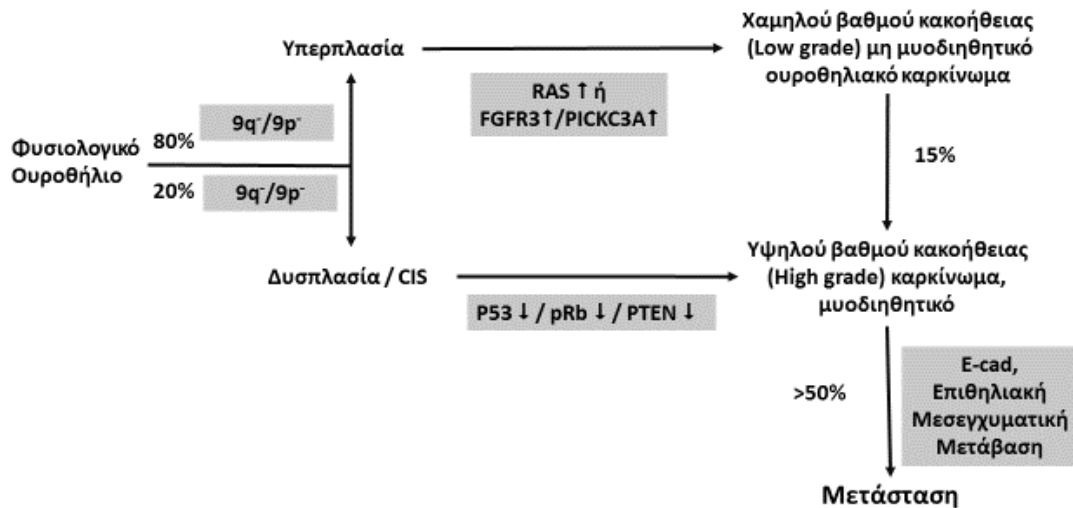 Υπερπλασία
Χαμηλού βαθμού κακοήθειας
(Low grade) μη μυοδιηθητικό
ουροθηλιακό καρκίνωμα
RAS ↑ ή
FGFR3↑/PICKC3A↑
Φυσιολογικό
Ουροθήλιο
80%
9q⁻/9p⁻
20%
9q⁻/9p⁻
15%
Δυσπλασία / CIS
P53 ↓ / pRb ↓ / PTEN ↓
Υψηλού βαθμού κακοήθειας
(High grade) καρκίνωμα,
μυοδιηθητικό
>50%
E-cad,
Επιθηλιακή
Μεσεγχυματική
Μετάβαση
Μετάσταση